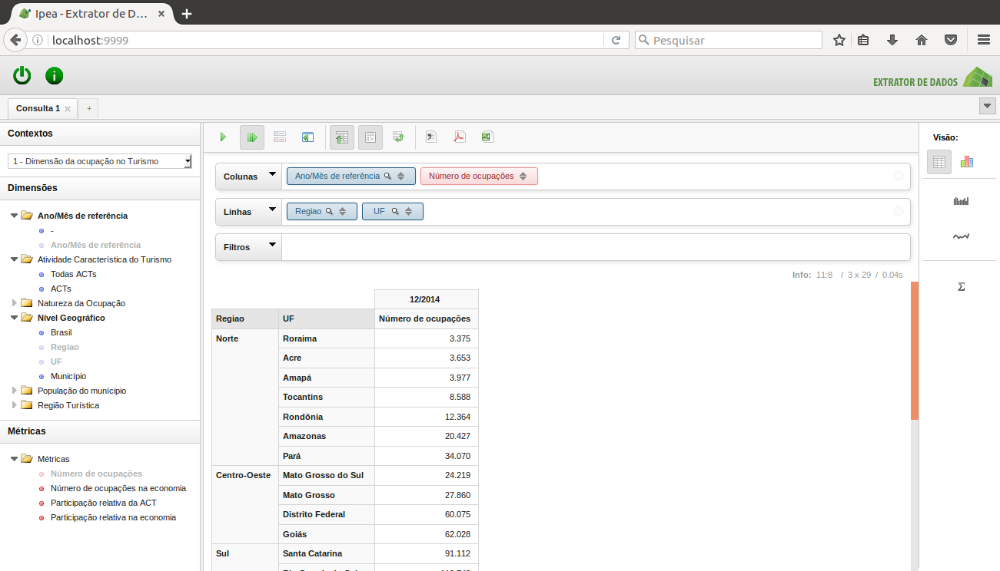 Ipea - Extrator de D...
localhost:9999
Pesquisar
EXTRATOR DE DADOS
Consulta 1
+
Contextos
1 - Dimensão da ocupação no Turismo
Dimensões
Ano/Mês de referência
-
Ano/Mês de referência
Atividade Característica do Turismo
Todas ACTs
ACTs
Natureza da Ocupação
Nível Geográfico
Brasil
Regiao
UF
Município
População do munícipio
Região Turística
Métricas
Métricas
Número de ocupações
Número de ocupações na economia
Participação relativa da ACT
Participação relativa na economia
Colunas Ano/Mês de referência Número de ocupações
Linhas Regiao UF
Filtros
Info: 11:8 / 3 x 29 / 0.04s
12/2014
Regiao UF Número de ocupações
Norte Roraima 3.375
Acre 3.653
Amapá 3.977
Tocantins 8.588
Rondônia 12.364
Amazonas 20.427
Pará 34.070
Centro-Oeste Mato Grosso do Sul 24.219
Mato Grosso 27.860
Distrito Federal 60.075
Goiás 62.028
Sul Santa Catarina 91.112
Visão:
Σ